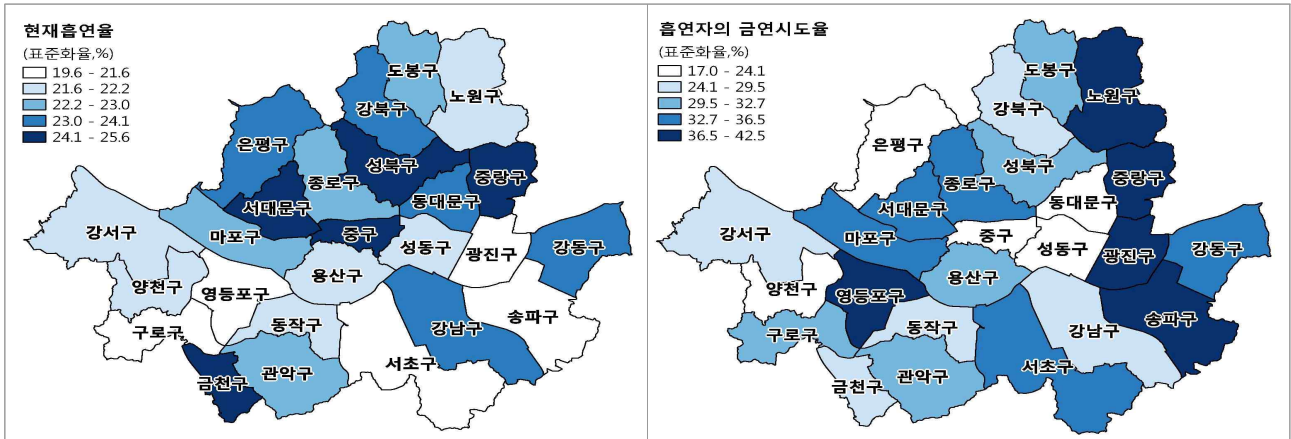 현재흡연율
(표준화율,%)
19.6 - 21.6
21.6 - 22.2
22.2 - 23.0
23.0 - 24.1
24.1 - 25.6
도봉구
노원구
강북구
은평구
성북구
종로구
중랑구
서대문구
동대문구
강서구
마포구
중구
성동구
광진구
강동구
양천구
용산구
영등포구
송파구
구로구
동작구
강남구
서초구
관악구
금천구
흡연자의 금연시도율
(표준화율,%)
17.0 - 24.1
24.1 - 29.5
29.5 - 32.7
32.7 - 36.5
36.5 - 42.5
도봉구
노원구
강북구
은평구
성북구
종로구
중랑구
서대문구
동대문구
강서구
마포구
중구
성동구
광진구
강동구
양천구
용산구
영등포구
송파구
구로구
동작구
강남구
서초구
관악구
금천구